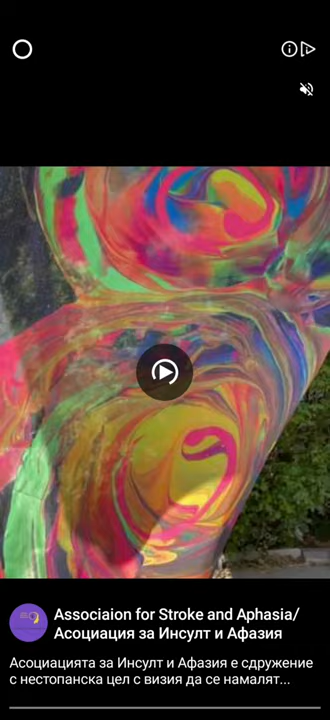 Associaion for Stroke and Aphasia/
Асоциация за Инсулт и Афазия
Асоциацията за Инсулт и Афазия е сдружение
с нестопанска цел с визия да се намалят...